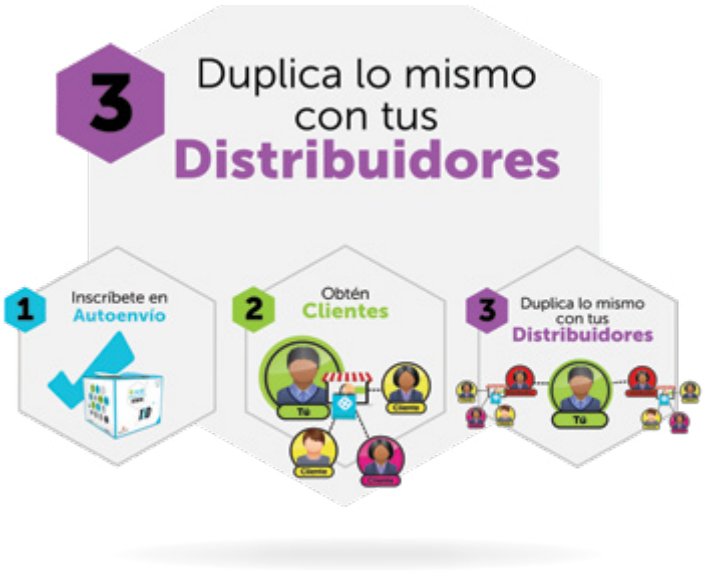 3
Duplica lo mismo
con tus
Distribuidores
1
Inscríbete en
Autoenvío
10
2
Obtén
Clientes
Tú
Cliente
Cliente
Cliente
3
Duplica lo mismo
con tus
Distribuidores
Tú